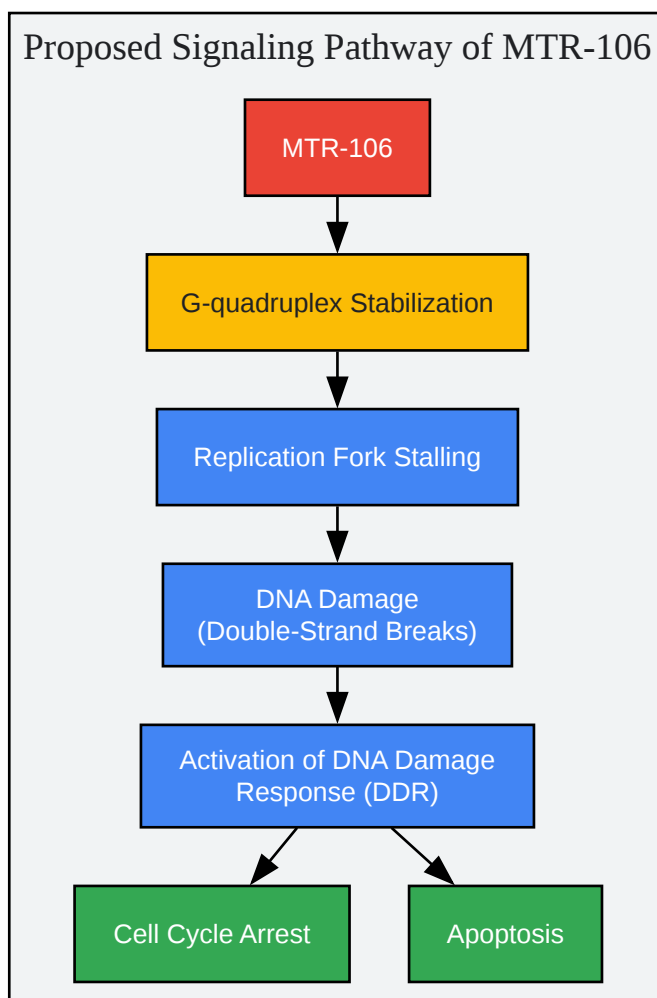 Proposed Signaling Pathway of MTR-106
MTR-106
G-quadruplex Stabilization
Replication Fork Stalling
DNA Damage
(Double-Strand Breaks)
Activation of DNA Damage
Response (DDR)
Cell Cycle Arrest
Apoptosis